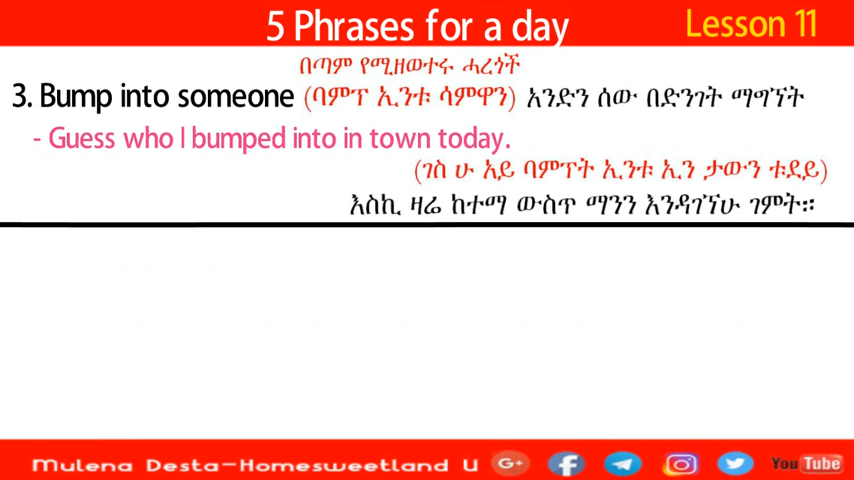 5 Phrases for a day
Lesson 11
በጣም የሚዘወተሩ ሓረጎች
3. Bump into someone (ባምፕ ኢንቱ ሳምዋን) አንድን ሰው በድንገት ማግኘት
- Guess who I bumped into in town today.
(ገስ ሁ አይ ባምፕት ኢንቱ ኢን ታውን ቱደይ)
እስኪ ዛሬ ከተማ ውስጥ ማንን እንዳገኘሁ ገምት።
Mulena Desta-Homesweetland U G+ YouTube